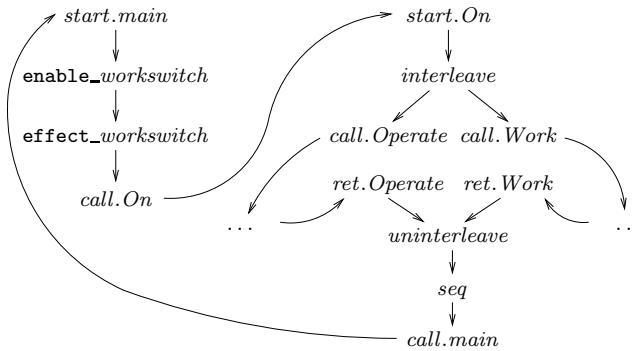 start.main
start.On
enable_workswitch
interleave
effect_workswitch
call.Operate call.Work
call.On
ret.Operate ret.Work
...
..
uninterleave
seq
call.main